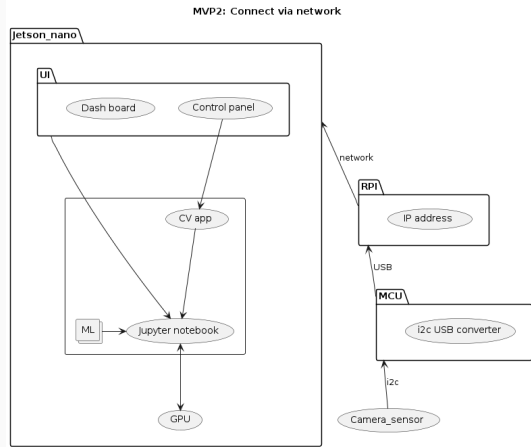 MVP2: Connect via network
Jetson_nano
UI
Dash board
Control panel
network
RPI
IP address
CV app
USB
MCU
ML
Jupyter notebook
i2c USB converter
i2c
GPU
Camera_sensor